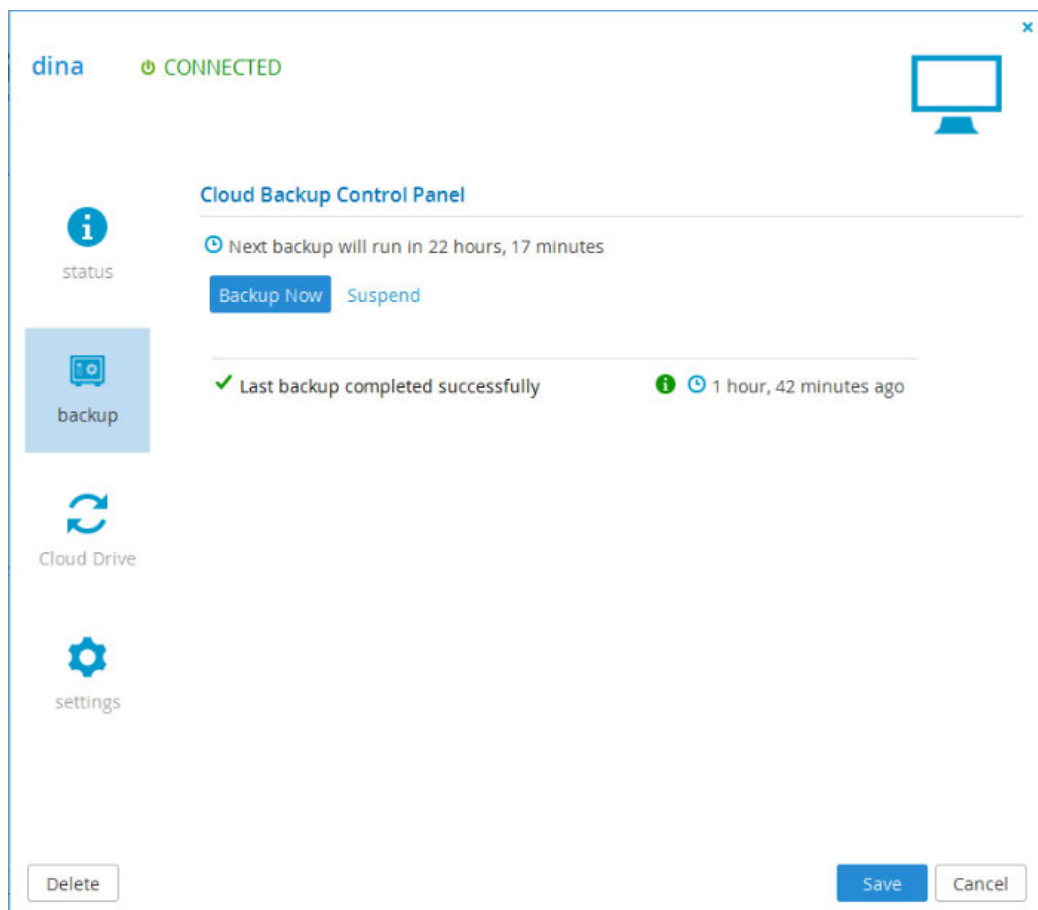 dina
CONNECTED
Cloud Backup Control Panel
status
Next backup will run in 22 hours, 17 minutes
Backup Now Suspend
backup
Last backup completed successfully 1 hour, 42 minutes ago
Cloud Drive
settings
Delete Save Cancel